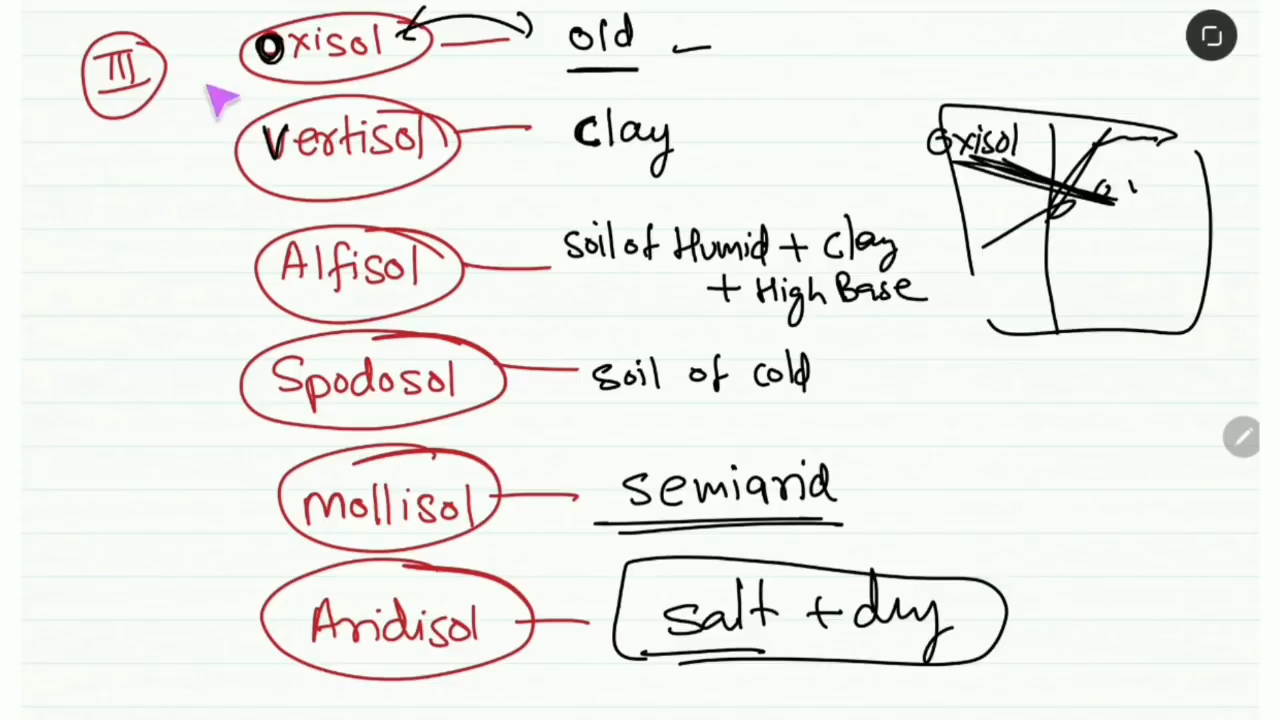 III
Oxisol old
Vertisol clay
Alfisol soil of Humid + clay
+ High Base
Spodosol soil of cold
Mollisol semiarid
Aridisol salt + dry
Oxisol